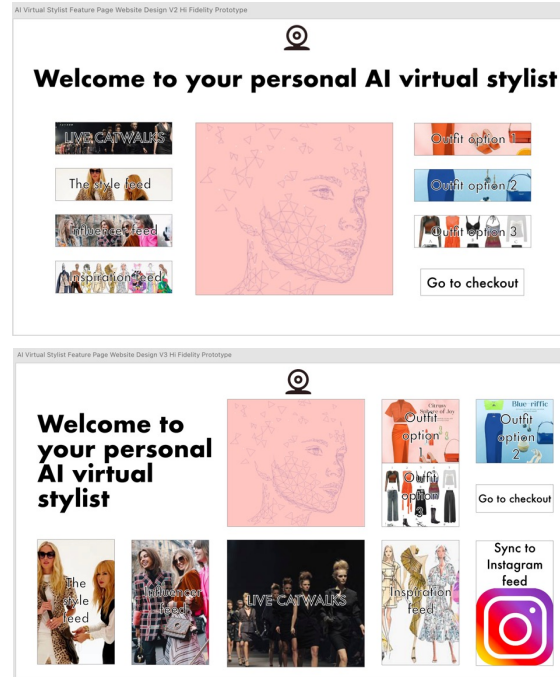 AI Virtual Stylist Feature Page Website Design V2 Hi Fidelity Prototype
Welcome to your personal AI virtual stylist
LIVE CATWALKS
The style feed
Influencer feed
Inspiration feed
Outfit option 1
Outfit option 2
Outfit option 3
Go to checkout
AI Virtual Stylist Feature Page Website Design V3 Hi Fidelity Prototype
Welcome to
your personal
AI virtual
stylist
Citrusy
Sphere of Joy
Outfit
option
1
Blue-riffic
Outfit
option
2
Outfit
option
3
Go to checkout
The
style
feed
Influencer
feed
LIVE CATWALKS
Inspiration
feed
Sync to
Instagram
feed